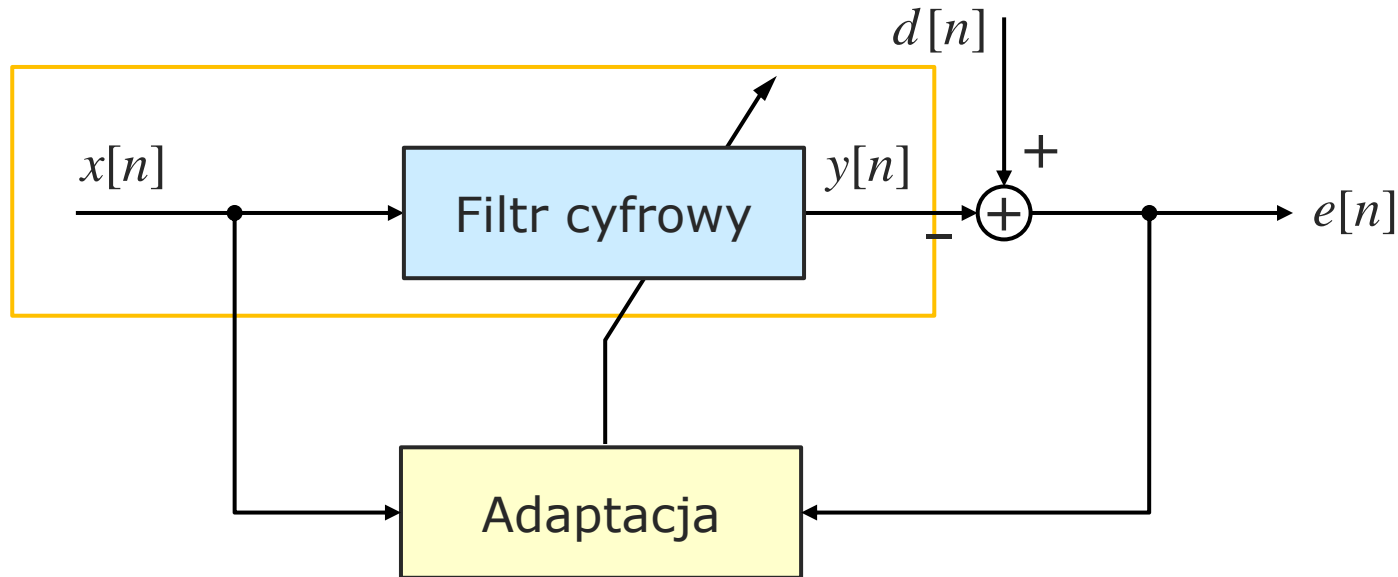 d[n]
x[n]
Filtr cyfrowy
y[n]
+
−
+
e[n]
Adaptacja